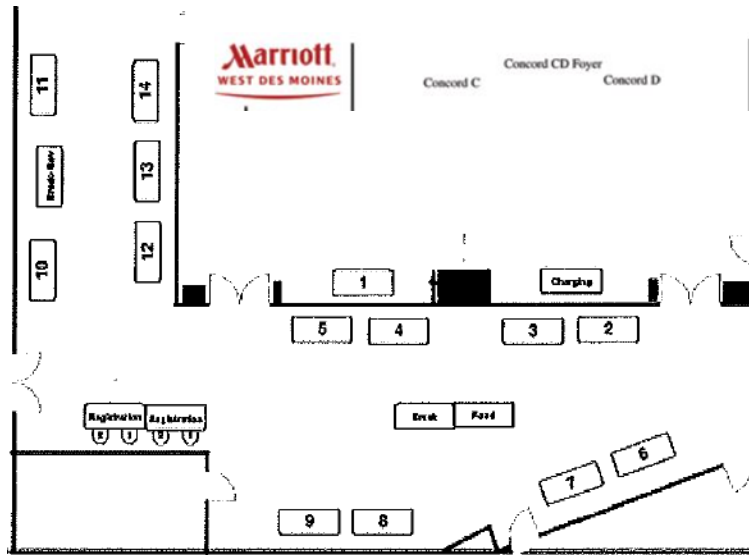 Marriott
WEST DES MOINES
Concord C
Concord CD Foyer
Concord D
11
14
13
10
12
1
Charging
5
4
3
2
Registration
Registration
Break
Food
6
7
9
8